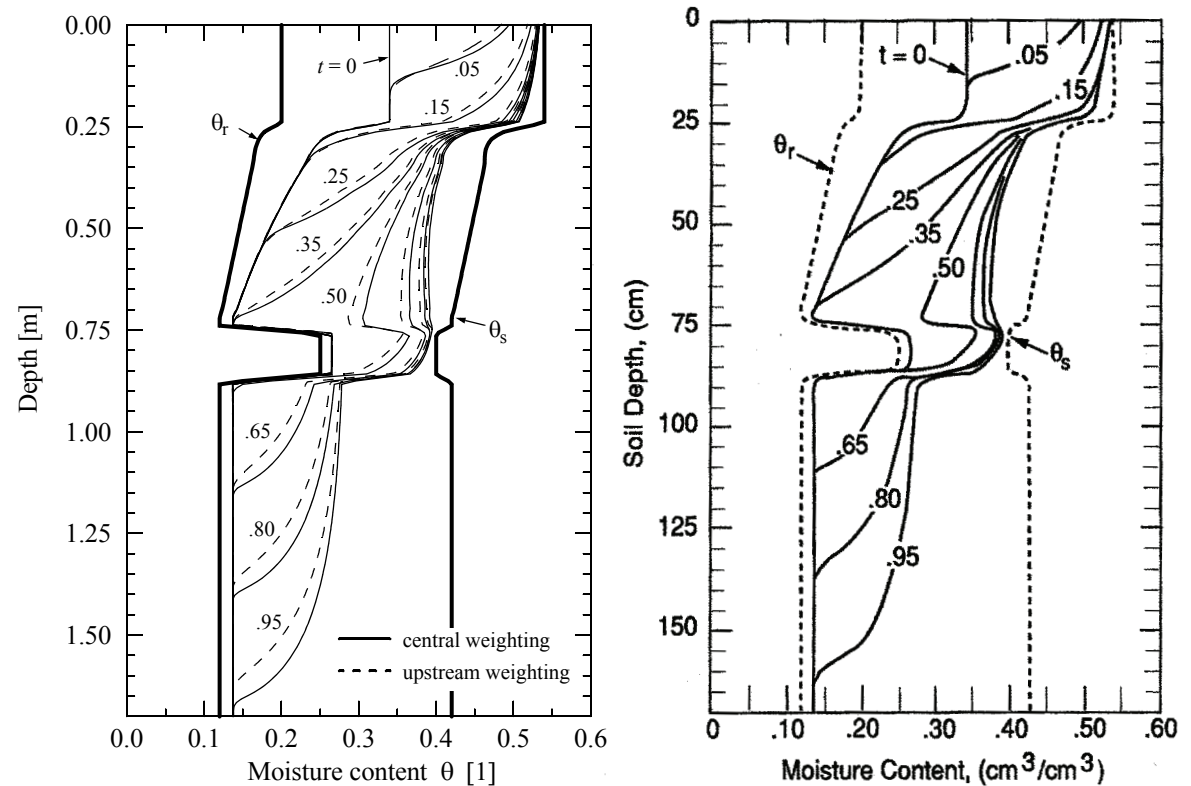 0.00
0.25
0.50
0.75
1.00
1.25
1.50
Depth [m]
t = 0
.05
.15
θr
.25
.35
.50
θs
.65
.80
.95
central weighting
upstream weighting
0.0 0.1 0.2 0.3 0.4 0.5 0.6
Moisture content θ [1]
0
25
50
75
100
125
150
Soil Depth, (cm)
t = 0
.05
.15
θr
.25
.35
.50
θs
.65
.80
.95
0 .10 .20 .30 .40 .50 .60
Moisture Content, (cm³/cm³)